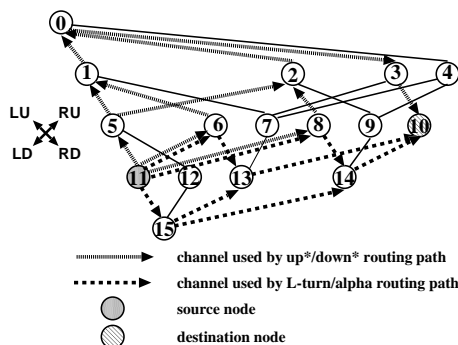 0
1 2 3 4
LU RU
LD RD
5 6 7 8 9 10
11 12 13 14
15
channel used by up*/down* routing path
channel used by L-turn/alpha routing path
source node
destination node